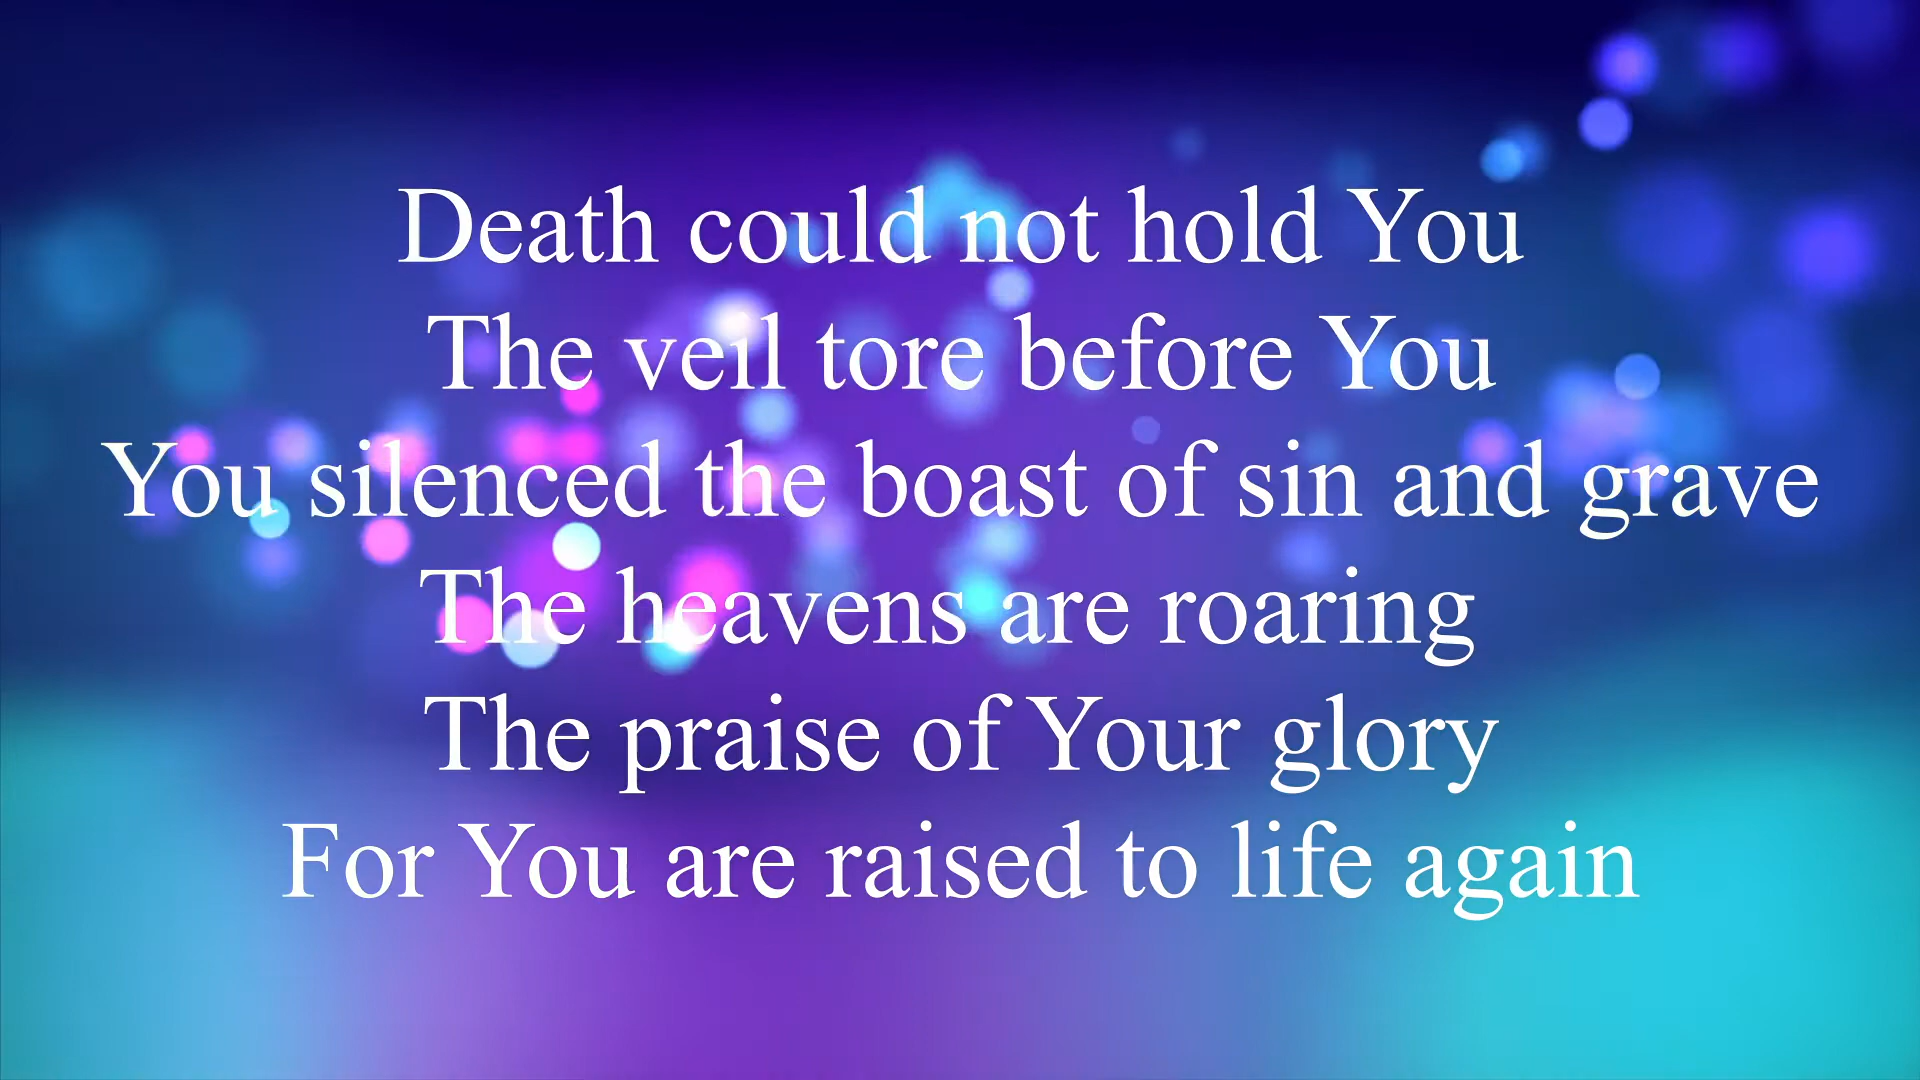 Death could not hold You
The veil tore before You
You silenced the boast of sin and grave
The heavens are roaring
The praise of Your glory
For You are raised to life again